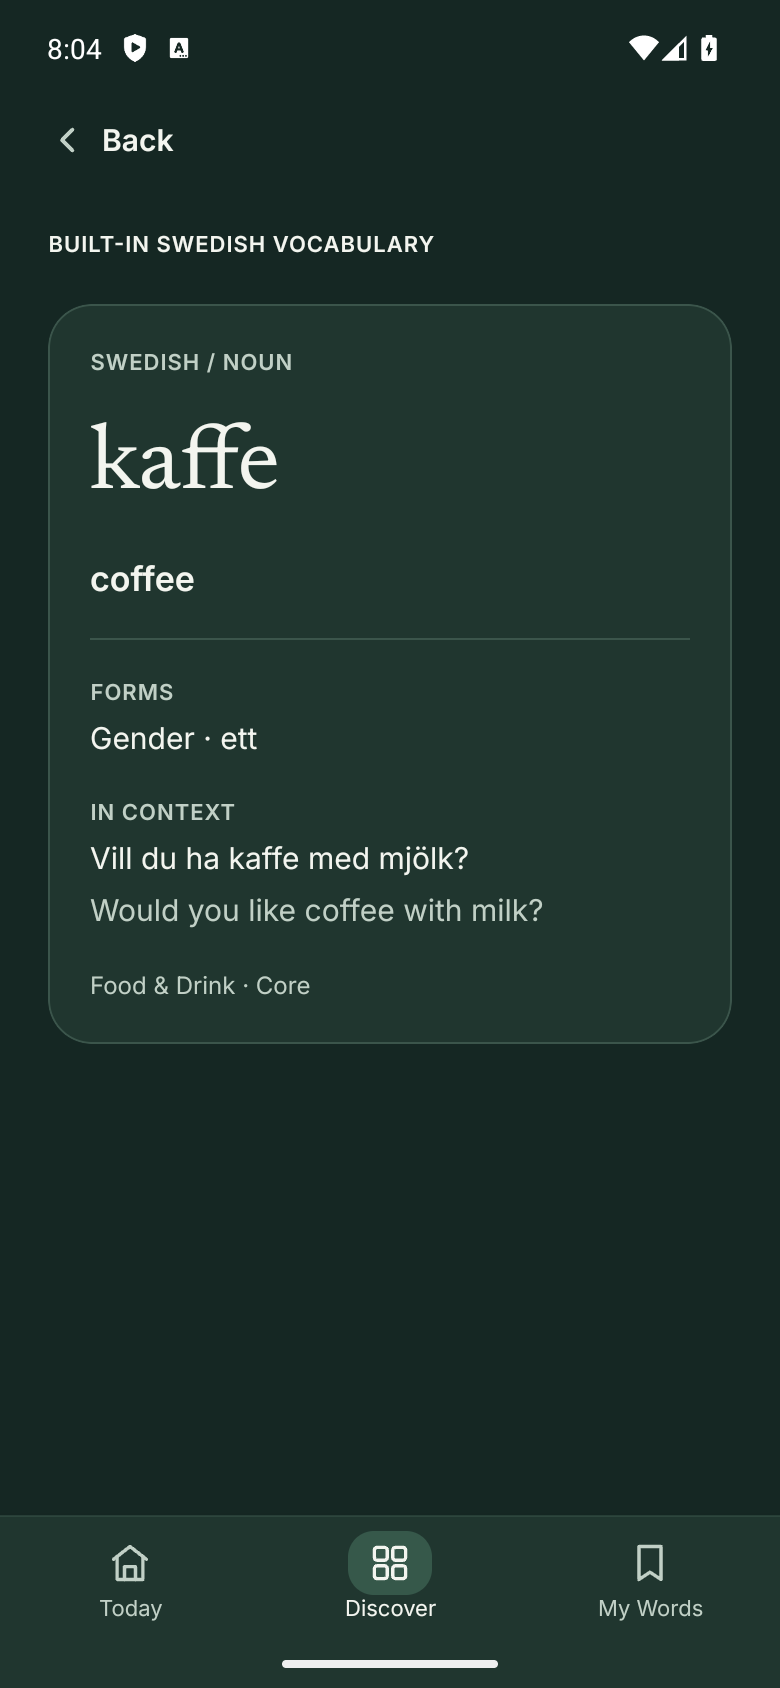 8:04
Back
BUILT-IN SWEDISH VOCABULARY
SWEDISH / NOUN
kaffe
coffee
FORMS
Gender · ett
IN CONTEXT
Vill du ha kaffe med mjölk?
Would you like coffee with milk?
Food & Drink · Core
Today
Discover
My Words